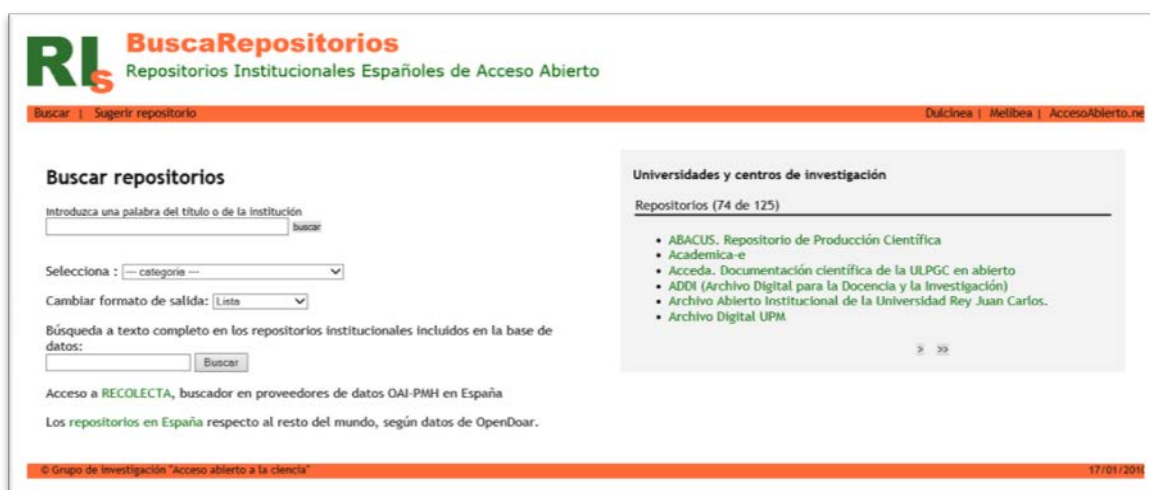 RIs
BuscaRepositorios
Repositorios Institucionales Españoles de Acceso Abierto
Buscar | Sugerir repositorio
Dulcinea | Melibea | AccesoAbierto.ne
Buscar repositorios
Introduzca una palabra del título o de la institución
buscar
Selecciona : --- categoria ---
Cambiar formato de salida: Lista
Búsqueda a texto completo en los repositorios institucionales incluidos en la base de
datos:
Buscar
Acceso a RECOLECTA, buscador en proveedores de datos OAI-PMH en España
Los repositorios en España respecto al resto del mundo, según datos de OpenDoar.
Universidades y centros de investigación
Repositorios (74 de 125)
• ABACUS. Repositorio de Producción Científica
• Academica-e
• Acceda. Documentación científica de la ULPGC en abierto
• ADDI (Archivo Digital para la Docencia y la Investigación)
• Archivo Abierto Institucional de la Universidad Rey Juan Carlos.
• Archivo Digital UPM
> >>
© Grupo de investigación "Acceso abierto a la ciencia"
17/01/2010